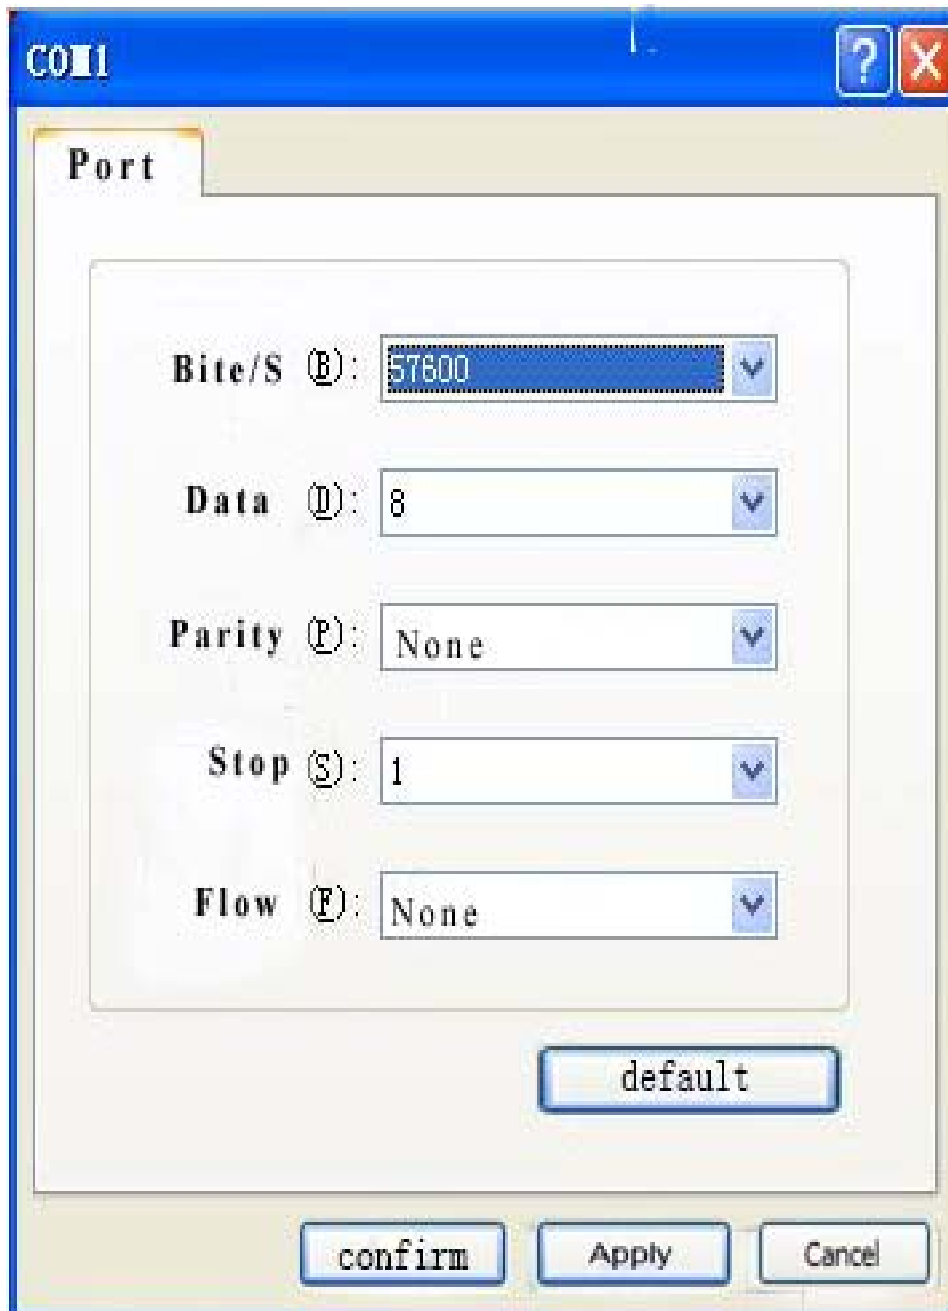 COM1
?
X
Port
Bite/S (B): 57600
Data (D): 8
Parity (P): None
Stop (S): 1
Flow (F): None
default
confirm Apply Cancel